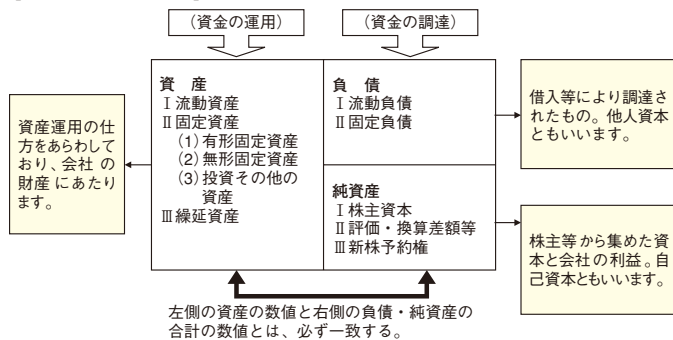 （資金の運用）
（資金の調達）
資産運用の仕
方をあらわして
おり、会社 の
財産 にあたり
ます。
資　産
Ⅰ流動資産
Ⅱ固定資産
（1）有形固定資産
（2）無形固定資産
（3）投資その他の
資産
Ⅲ繰延資産
負　債
Ⅰ流動負債
Ⅱ固定負債
純資産
Ⅰ株主資本
Ⅱ評価・換算差額等
Ⅲ新株予約権
借入等により調達さ
れたもの。他人資本
ともいいます。
株主等 から集めた資
本と会社の利益。自
己資本ともいいます。
左側の資産の数値と右側の負債・純資産の
合計の数値とは、必ず一致する。